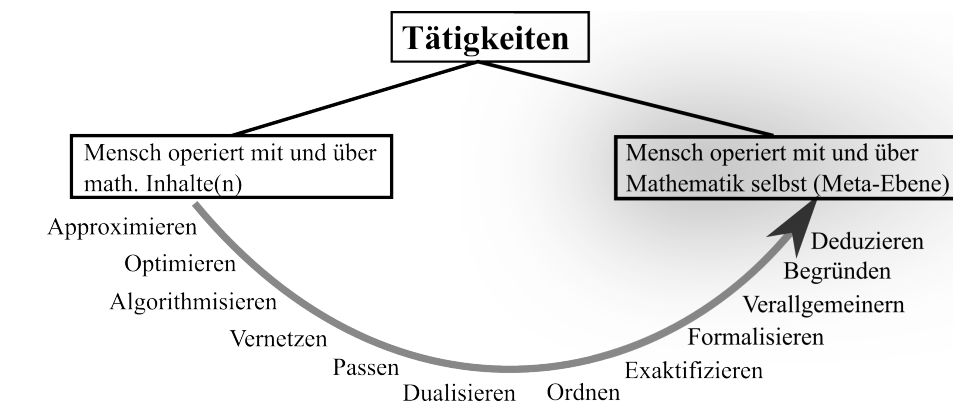 Tätigkeiten
Mensch operiert mit und über
math. Inhalte(n)
Mensch operiert mit und über
Mathematik selbst (Meta-Ebene)
Approximieren
Optimieren
Algorithmisieren
Vernetzen
Passen
Dualisieren
Ordnen
Exaktifizieren
Formalisieren
Verallgemeinern
Begründen
Deduzieren